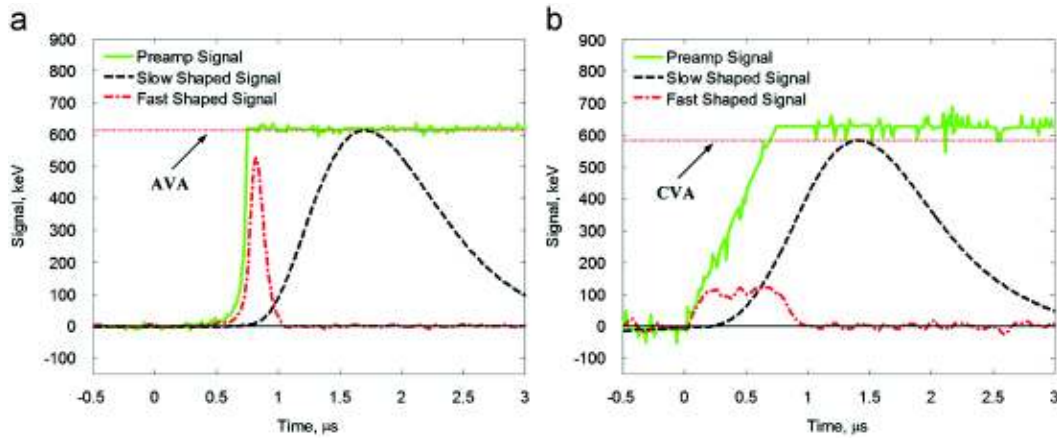 a
900
800
700
600
500
400
300
200
100
0
-100
Signal, keV
Preamp Signal
Slow Shaped Signal
Fast Shaped Signal
AVA
-0.5 0 0.5 1 1.5 2 2.5 3
Time, μs
b
900
800
700
600
500
400
300
200
100
0
-100
Signal, keV
Preamp Signal
Slow Shaped Signal
Fast Shaped Signal
CVA
-0.5 0 0.5 1 1.5 2 2.5 3
Time, μs